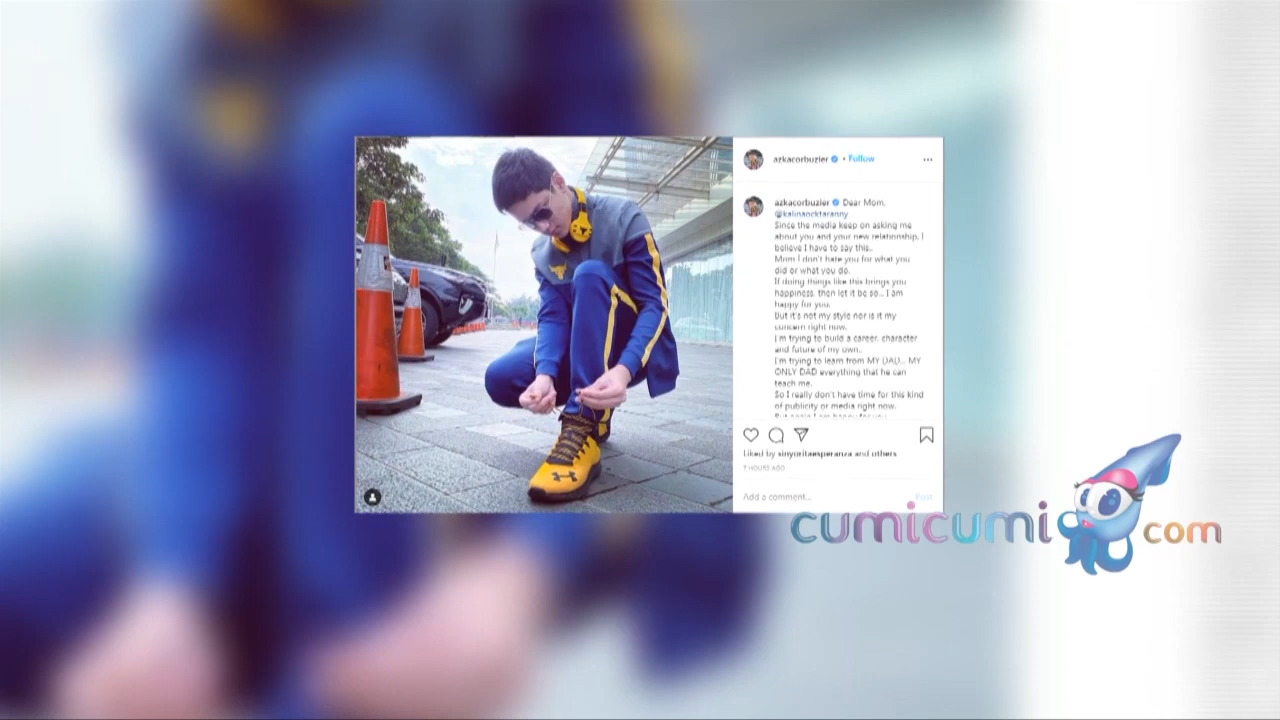 azkacorbuzier • Follow
azkacorbuzier Dear Mom,
@kalinaocktaranny
Since the media keep on asking me
about you and your new relationship, I
believe I have to say this..
Mom I don't hate you for what you
did or what you do.
If doing things like this brings you
happiness, then let it be so... I am
happy for you.
But it's not my style nor is it my
concern right now.
I'm trying to build a career, character
and future of my own..
I'm trying to learn from MY DAD... MY
ONLY DAD everything that he can
teach me.
So I really don't have time for this kind
of publicity or media right now.
But again I am happy for you
Liked by sinyoritaesperanza and others
7 HOURS AGO
Add a comment...
Post
cumicumi.com